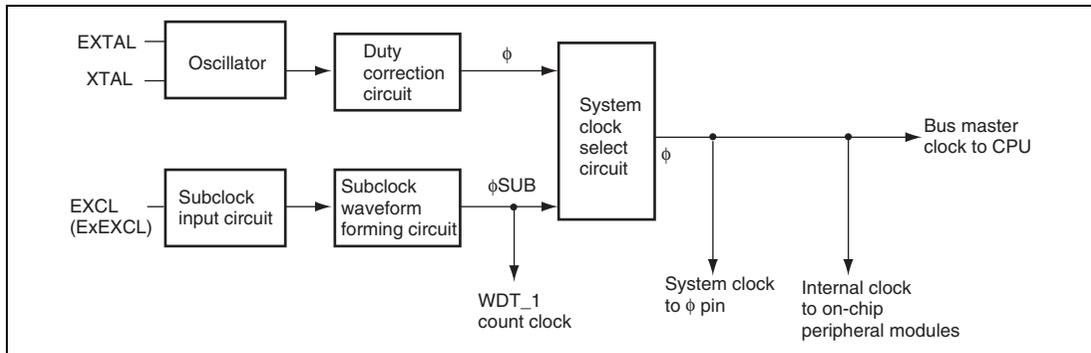 EXTAL
XTAL
Oscillator
Duty
correction
circuit
ϕ
System
clock
select
circuit
ϕ
Bus master
clock to CPU
EXCL
(ExEXCL)
Subclock
input circuit
Subclock
waveform
forming circuit
ϕSUB
WDT_1
count clock
System clock
to ϕ pin
Internal clock
to on-chip
peripheral modules